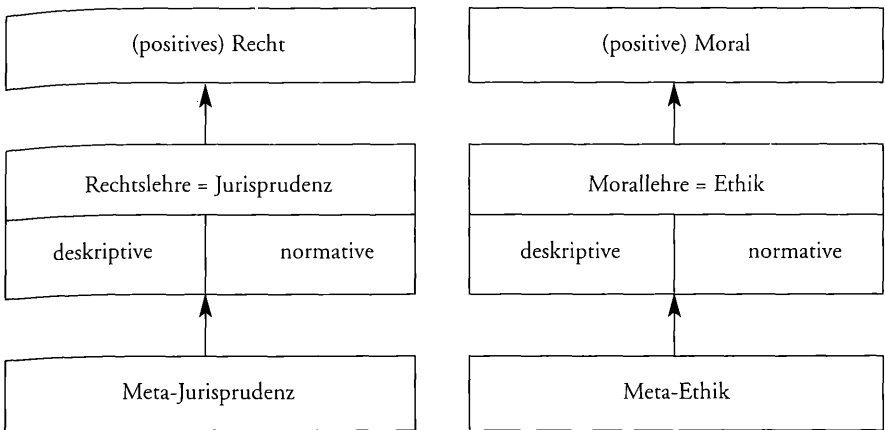 (positives) Recht
(positive) Moral
Rechtslehre = Jurisprudenz
Morallehre = Ethik
deskriptive normative
deskriptive normative
Meta-Jurisprudenz
Meta-Ethik